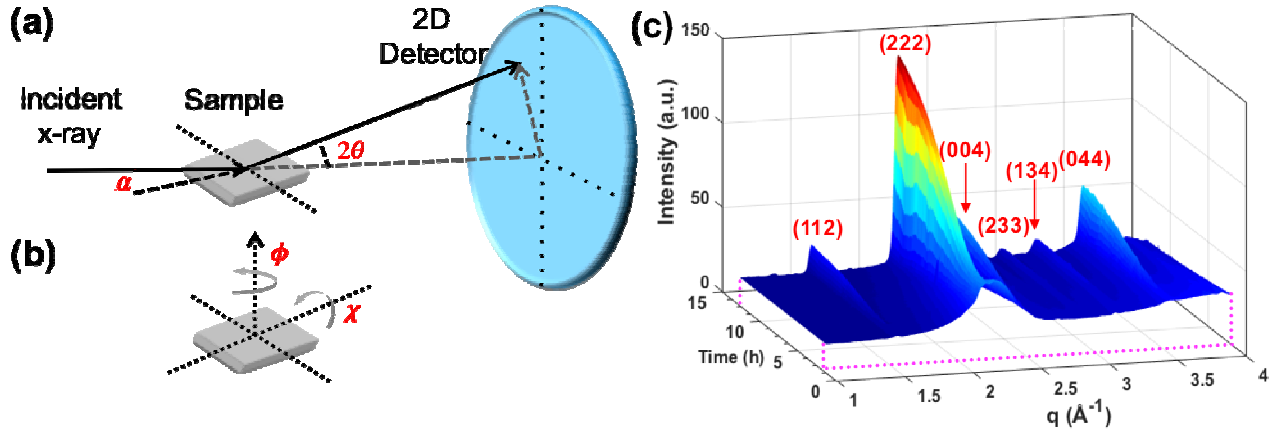 (a)
2D
Detector
Incident
x-ray
Sample
2θ
α
(b)
ϕ
χ
(c)
150
100
50
0
Intensity (a.u.)
(222)
(004)
(134)
(044)
(112)
(233)
15
10
5
0
Time (h)
1
1.5
2
2.5
3
3.5
4
q (Å⁻¹)